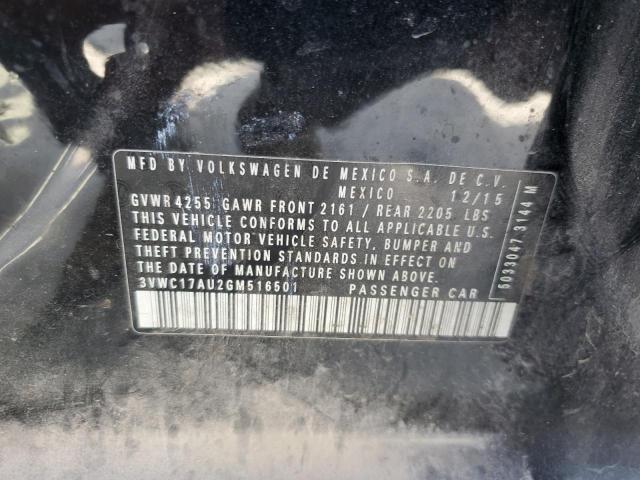 MFD BY VOLKSWAGEN DE MEXICO S.A. DE C.V.
MEXICO 12/15
GVWR 4255 GAWR FRONT 2161 / REAR 2205 LBS
THIS VEHICLE CONFORMS TO ALL APPLICABLE U.S.
FEDERAL MOTOR VEHICLE SAFETY, BUMPER AND
THEFT PREVENTION STANDARDS IN EFFECT ON
THE DATE OF MANUFACTURE SHOWN ABOVE
3VWC17AU2GM516501 PASSENGER CAR
5033047 3144 M